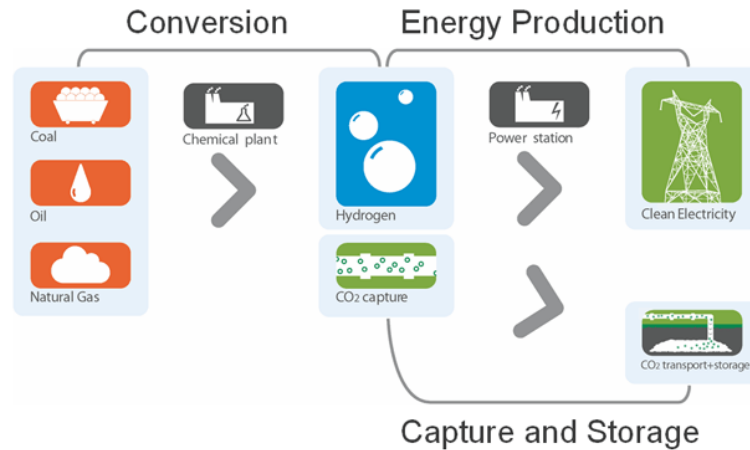 Conversion
Energy Production
Coal
Chemical plant
Power station
Oil
Hydrogen
Clean Electricity
Natural Gas
CO2 capture
CO2 transport+storage
Capture and Storage